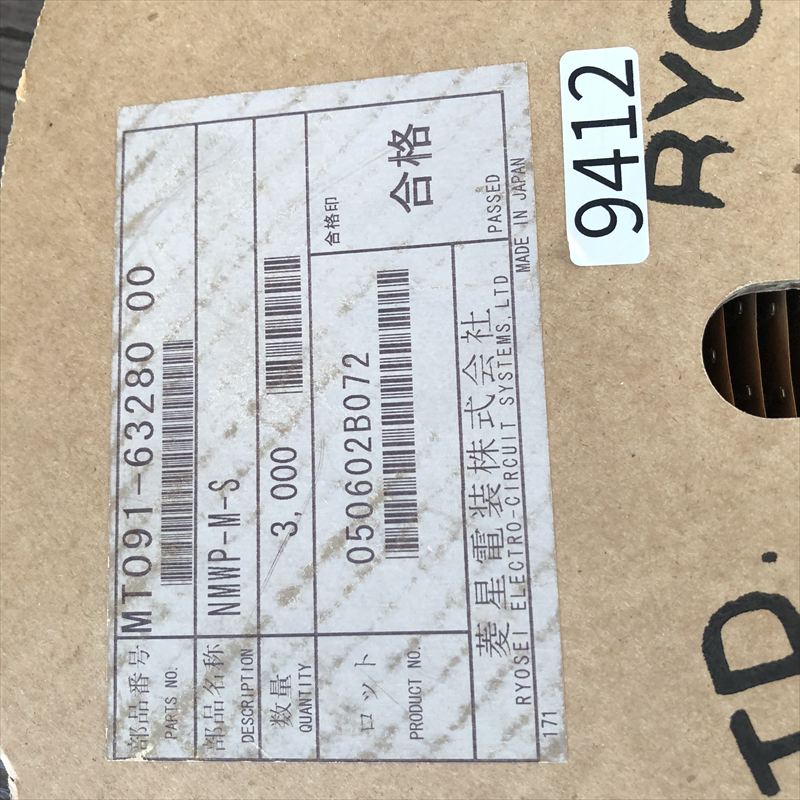 部品番号 MT091-63280 00
PARTS NO.
部品名称 NMWP-M-S
DESCRIPTION
数量 3,000
QUANTITY
合格印
合格
PASSED
ロット 050602B072
PRODUCT NO.
菱星電装株式会社
RYOSEI ELECTRO-CIRCUIT SYSTEMS, LTD
171
MADE IN JAPAN
9412
RYO
TD.